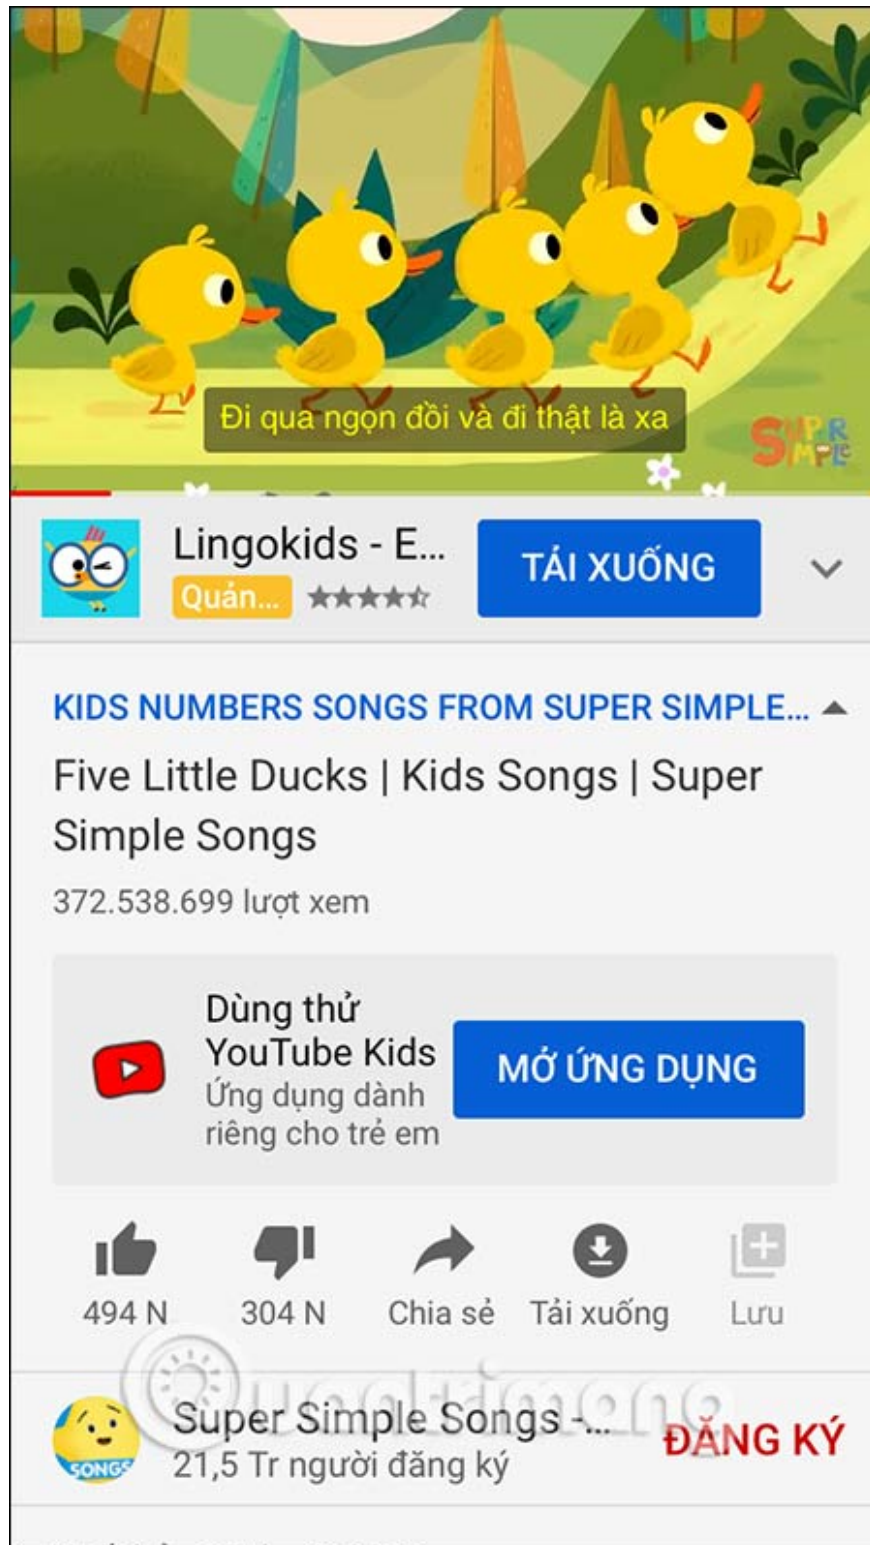 Đi qua ngọn đồi và đi thật là xa
SUPER
SIMPLE
Lingokids - E...
Quản...
TẢI XUỐNG
KIDS NUMBERS SONGS FROM SUPER SIMPLE...
Five Little Ducks | Kids Songs | Super
Simple Songs
372.538.699 lượt xem
Dùng thử
YouTube Kids
Ứng dụng dành
riêng cho trẻ em
MỞ ỨNG DỤNG
494 N
304 N
Chia sẻ
Tải xuống
Lưu
Quantrimang
Super Simple Songs -...
SONGS
21,5 Tr người đăng ký
ĐĂNG KÝ